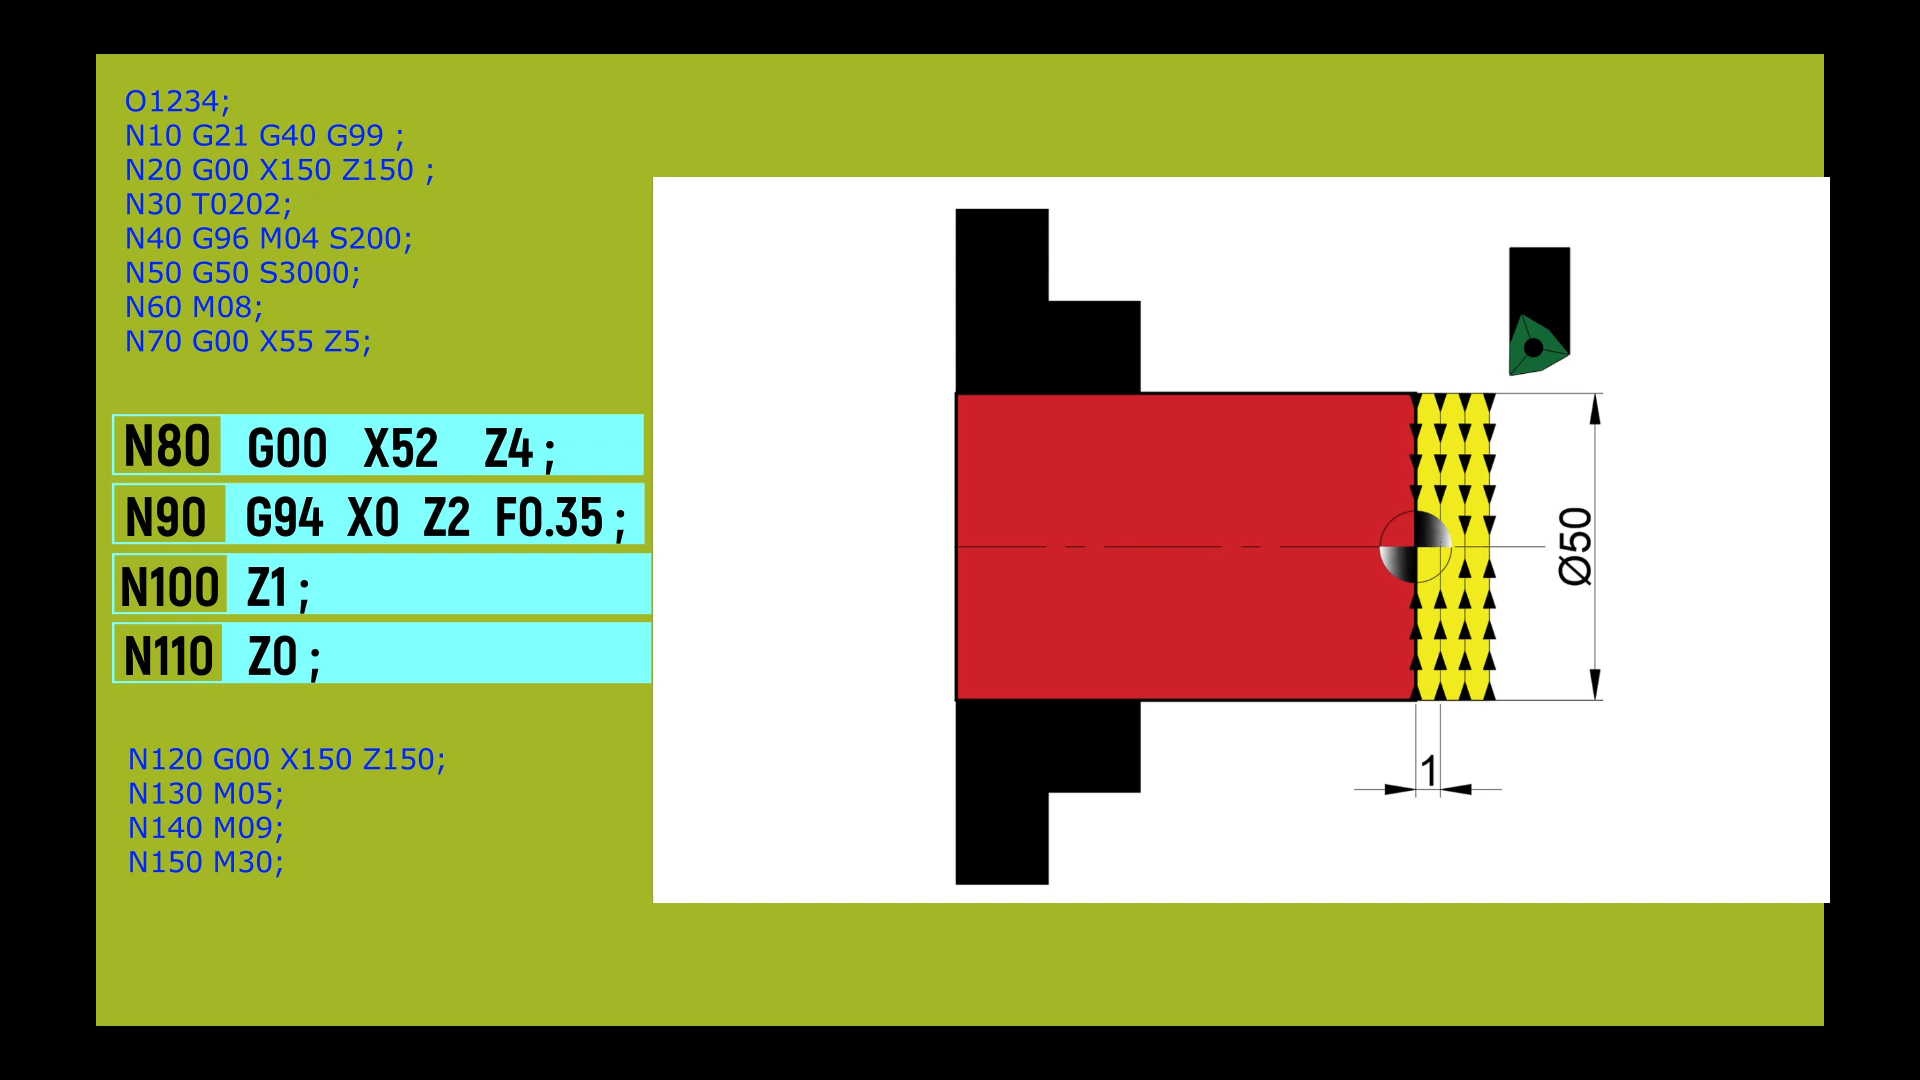 O1234;
N10 G21 G40 G99 ;
N20 G00 X150 Z150 ;
N30 T0202;
N40 G96 M04 S200;
N50 G50 S3000;
N60 M08;
N70 G00 X55 Z5;
N80 G00 X52 Z4 ;
N90 G94 X0 Z2 F0.35 ;
N100 Z1 ;
N110 Z0 ;
N120 G00 X150 Z150;
N130 M05;
N140 M09;
N150 M30;
Ø50
1